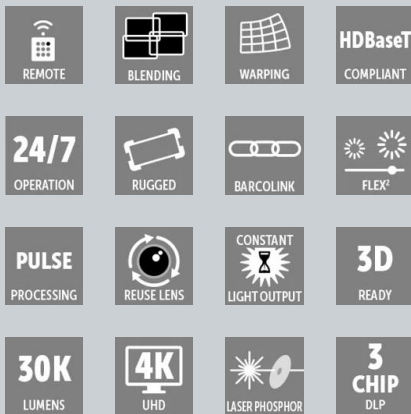 REMOTE
BLENDING
WARPING
HDBaseT
COMPLIANT
24/7
OPERATION
RUGGED
BARCOLINK
FLEX²
PULSE
PROCESSING
REUSE LENS
CONSTANT
LIGHT OUTPUT
3D
READY
30K
LUMENS
4K
UHD
LASER PHOSPHOR
3
CHIP
DLP